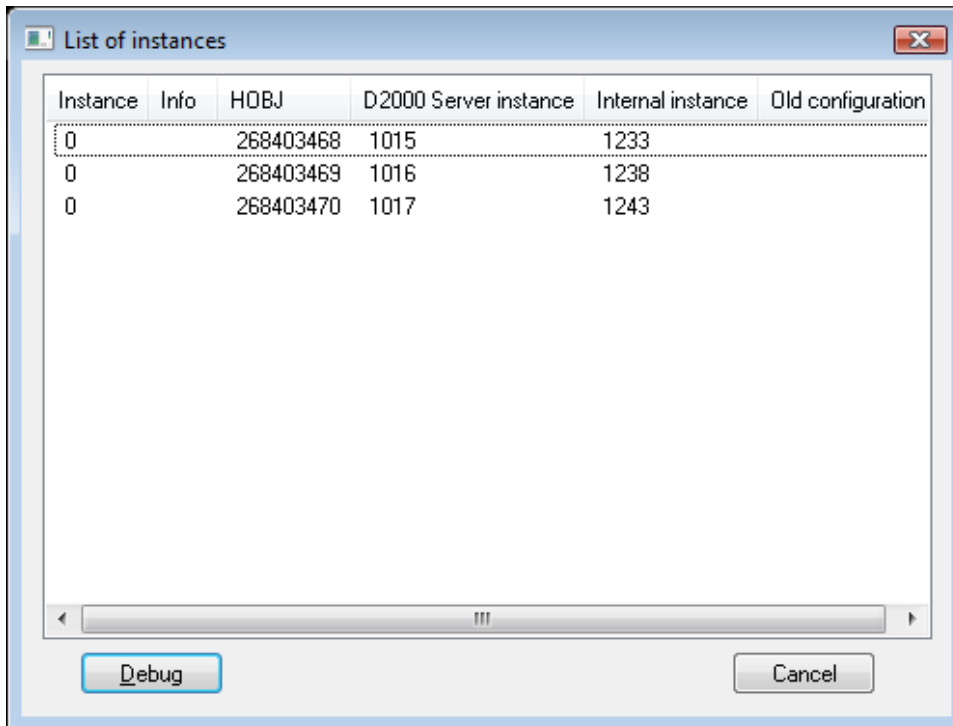 List of instances
Instance Info HOBJ D2000 Server instance Internal instance Old configuration
0 268403468 1015 1233
0 268403469 1016 1238
0 268403470 1017 1243
Debug Cancel